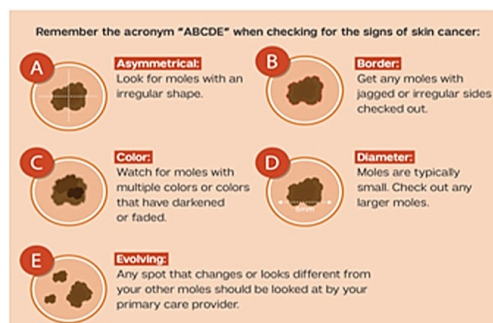 Remember the acronym "ABCDE" when checking for the signs of skin cancer:
A
Asymmetrical:
Look for moles with an
irregular shape.
B
Border:
Get any moles with
jagged or irregular sides
checked out.
C
Color:
Watch for moles with
multiple colors or colors
that have darkened
or faded.
D
Diameter:
Moles are typically
small. Check out any
larger moles.
6mm
E
Evolving:
Any spot that changes or looks different from
your other moles should be looked at by your
primary care provider.